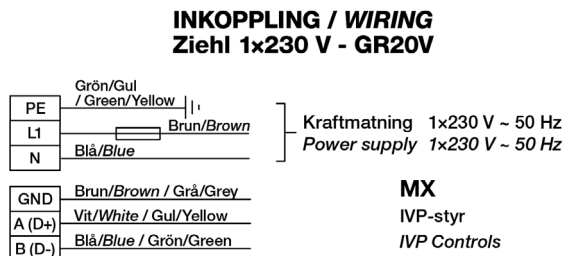 INKOPPLING / WIRING
Ziehl 1×230 V - GR20V
Grön/Gul
/ Green/Yellow
PE
L1 Brun/Brown
N Blå/Blue
Kraftmatning 1×230 V ~ 50 Hz
Power supply 1×230 V ~ 50 Hz
GND Brun/Brown / Grå/Grey
A (D+) Vit/White / Gul/Yellow
B (D-) Blå/Blue / Grön/Green
MX
IVP-styr
IVP Controls